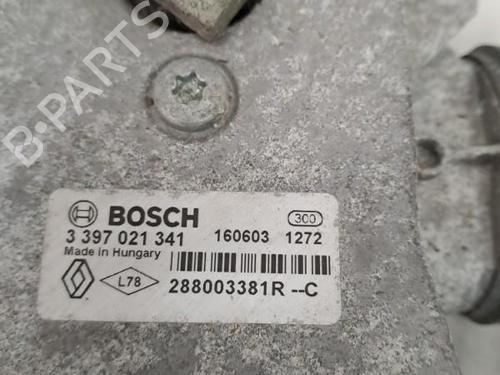 B-PARTS
BOSCH 300
3 397 021 341 160603 1272
Made in Hungary
L78 288003381R --C